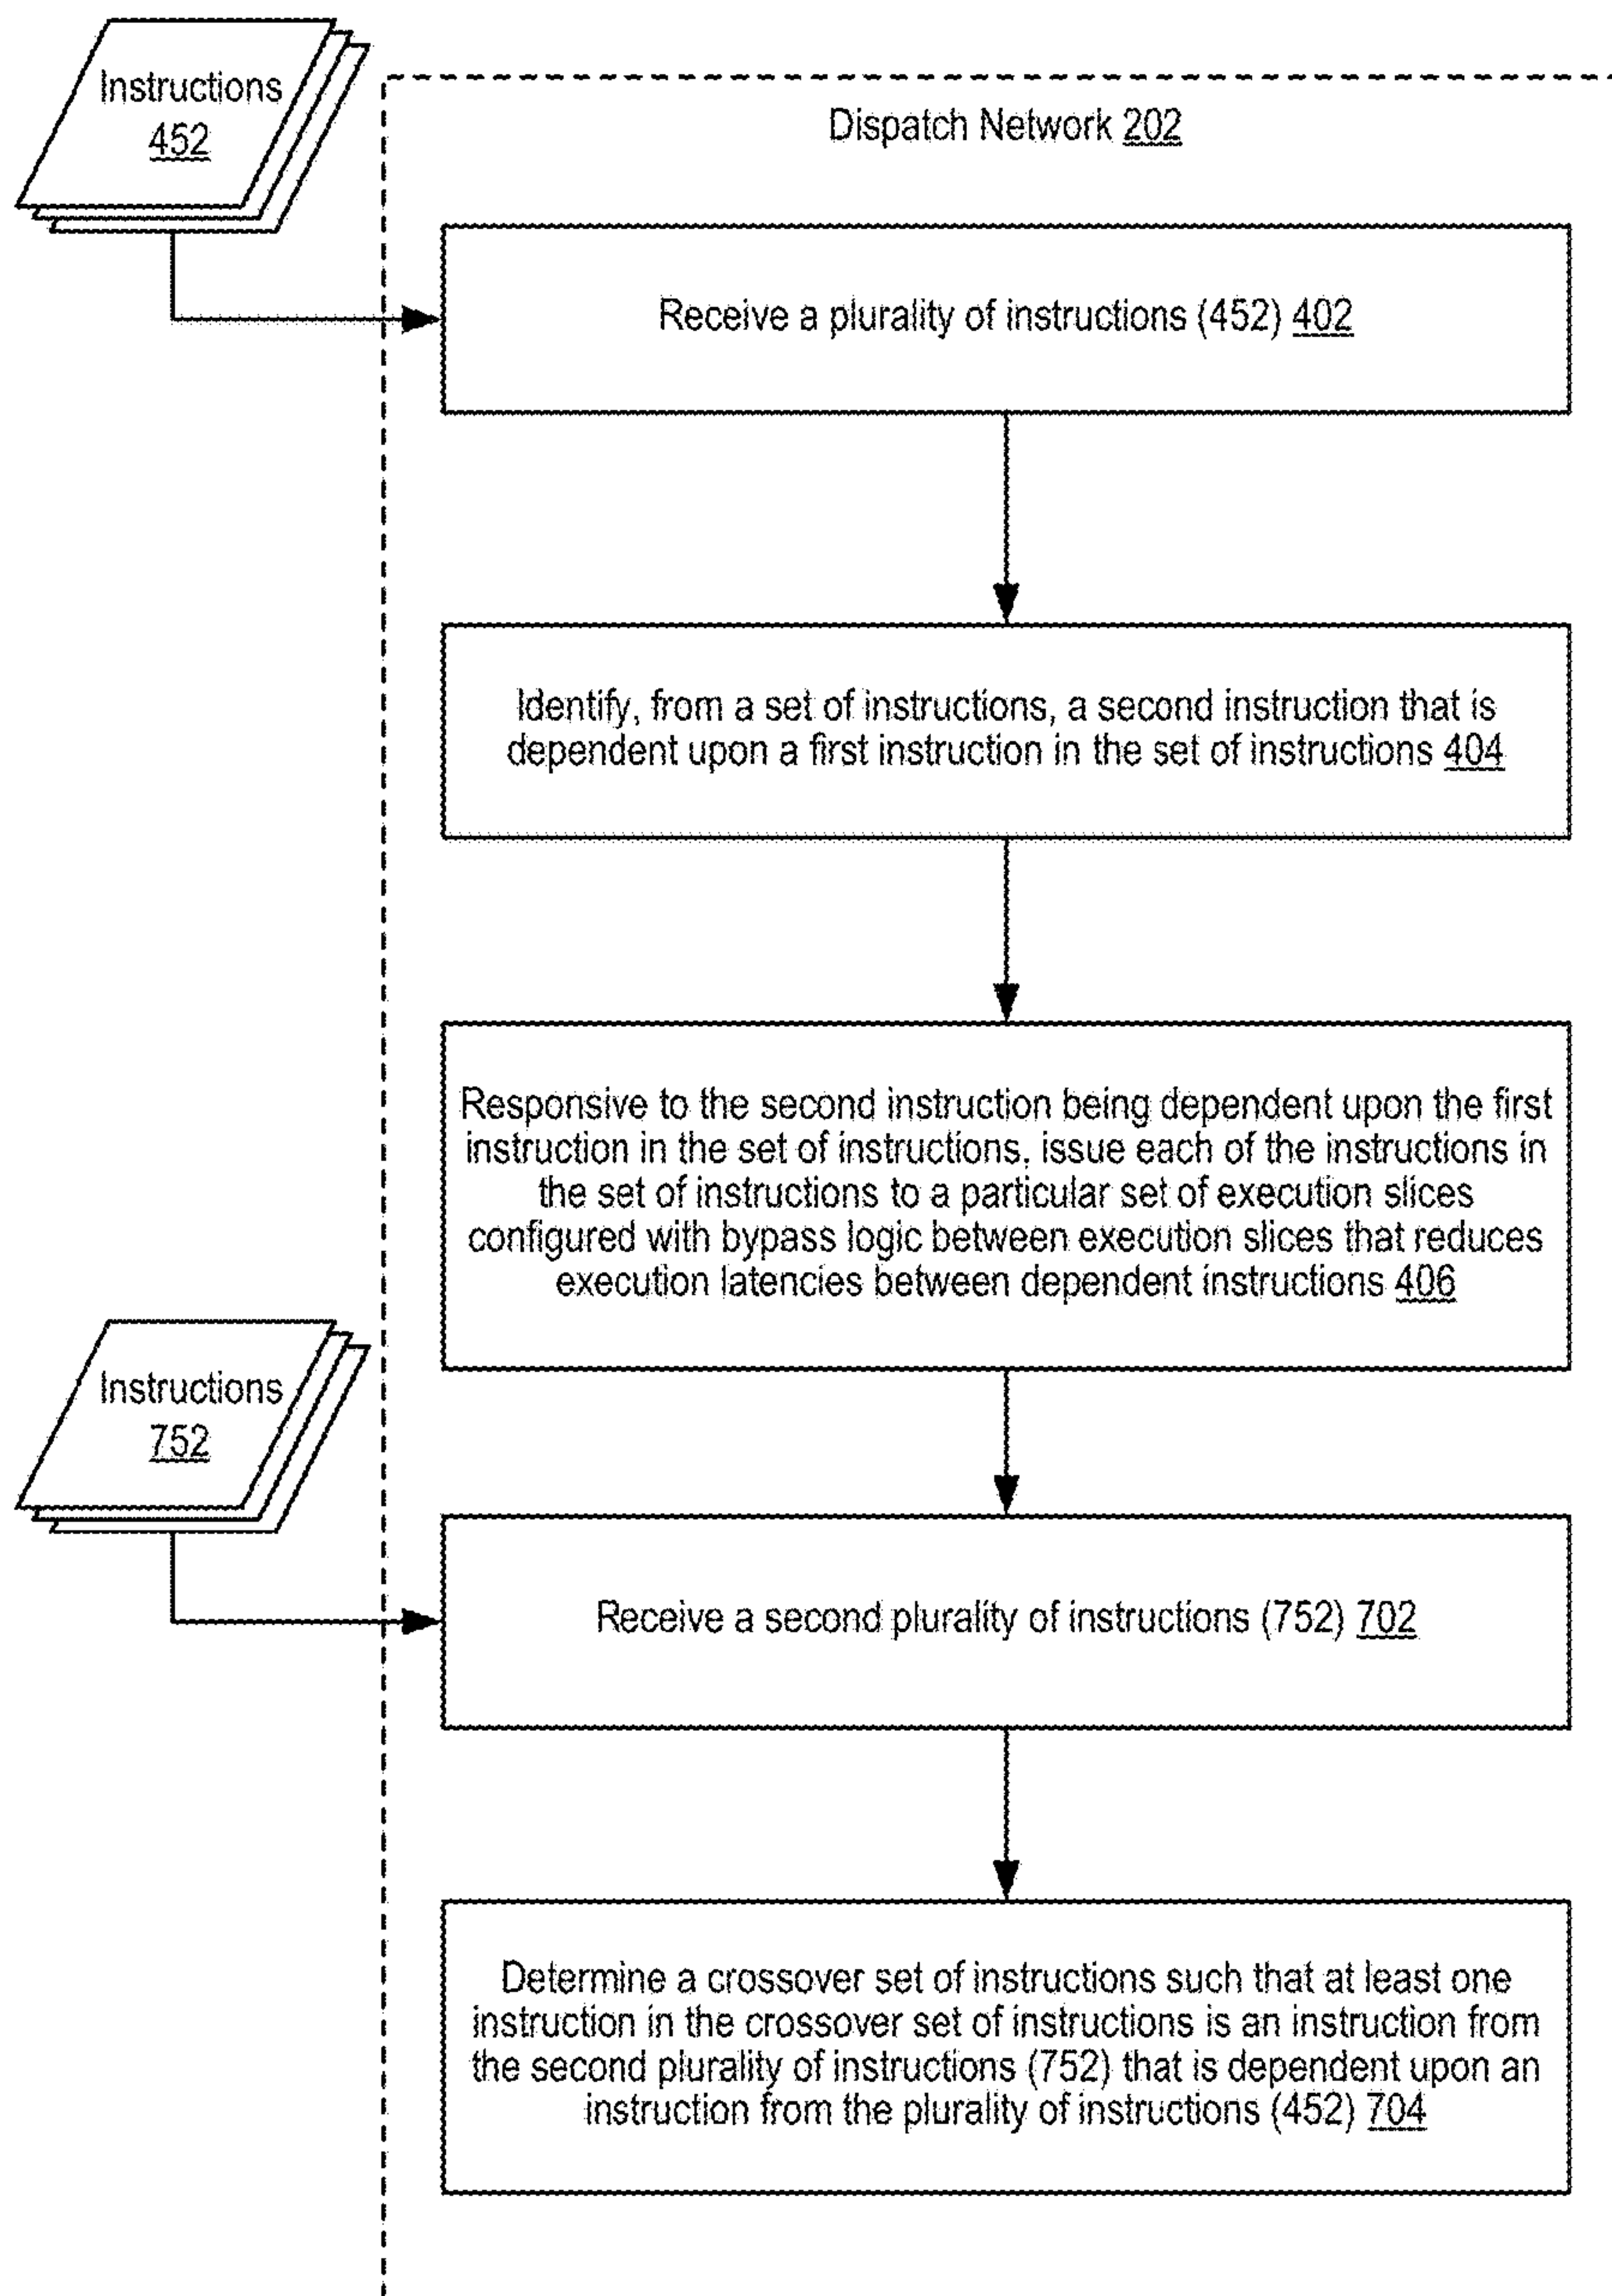 Instructions
452
Dispatch Network 202
Receive a plurality of instructions (452) 402
Identify, from a set of instructions, a second instruction that is
dependent upon a first instruction in the set of instructions 404
Responsive to the second instruction being dependent upon the first
instruction in the set of instructions, issue each of the instructions in
the set of instructions to a particular set of execution slices
configured with bypass logic between execution slices that reduces
execution latencies between dependent instructions 406
Instructions
752
Receive a second plurality of instructions (752) 702
Determine a crossover set of instructions such that at least one
instruction in the crossover set of instructions is an instruction from
the second plurality of instructions (752) that is dependent upon an
instruction from the plurality of instructions (452) 704